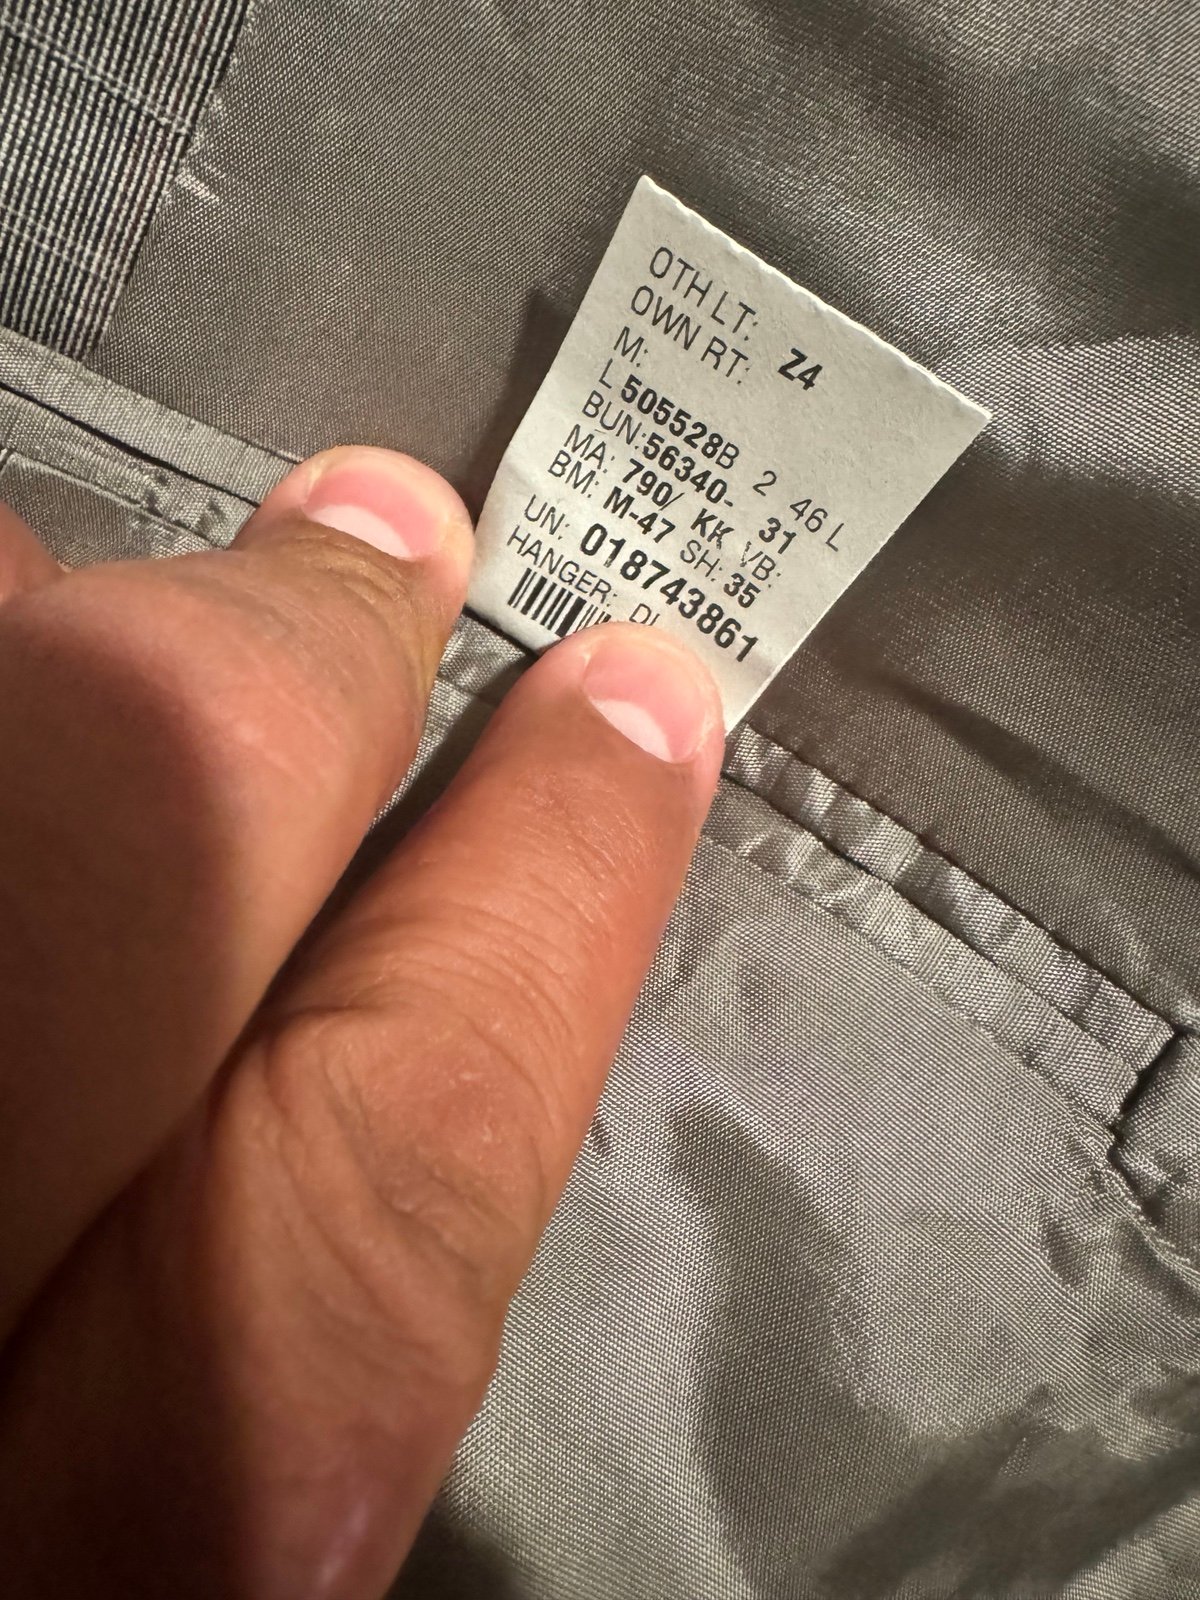 OTH LT: Z4
OWN RT:
M:
L 505528B 2 46 L
BUN:56340- 31
MA: 790/ KK VB:
BM: M-47 SH: 35
UN: 018743861
HANGER: